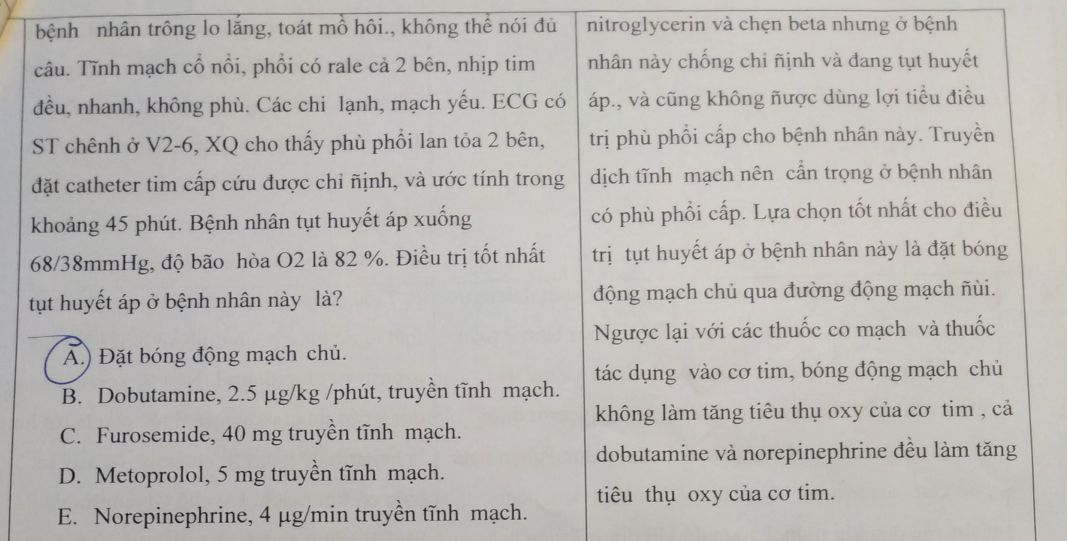 bệnh nhân trông lo lắng, toát mồ hôi., không thể nói đủ
câu. Tĩnh mạch cổ nổi, phổi có rale cả 2 bên, nhịp tim
đều, nhanh, không phù. Các chi lạnh, mạch yếu. ECG có
ST chênh ở V2-6, XQ cho thấy phù phổi lan tỏa 2 bên,
đặt catheter tim cấp cứu được chỉ ñịnh, và ước tính trong
khoảng 45 phút. Bệnh nhân tụt huyết áp xuống
68/38mmHg, độ bão hòa O2 là 82 %. Điều trị tốt nhất
tụt huyết áp ở bệnh nhân này là?
A. Đặt bóng động mạch chủ.
B. Dobutamine, 2.5 µg/kg /phút, truyền tĩnh mạch.
C. Furosemide, 40 mg truyền tĩnh mạch.
D. Metoprolol, 5 mg truyền tĩnh mạch.
E. Norepinephrine, 4 µg/min truyền tĩnh mạch.
nitroglycerin và chẹn beta nhưng ở bệnh
nhân này chống chỉ ñịnh và đang tụt huyết
áp., và cũng không ñược dùng lợi tiểu điều
trị phù phổi cấp cho bệnh nhân này. Truyền
dịch tĩnh mạch nên cẩn trọng ở bệnh nhân
có phù phổi cấp. Lựa chọn tốt nhất cho điều
trị tụt huyết áp ở bệnh nhân này là đặt bóng
động mạch chủ qua đường động mạch ñùi.
Ngược lại với các thuốc co mạch và thuốc
tác dụng vào cơ tim, bóng động mạch chủ
không làm tăng tiêu thụ oxy của cơ tim , cả
dobutamine và norepinephrine đều làm tăng
tiêu thụ oxy của cơ tim.